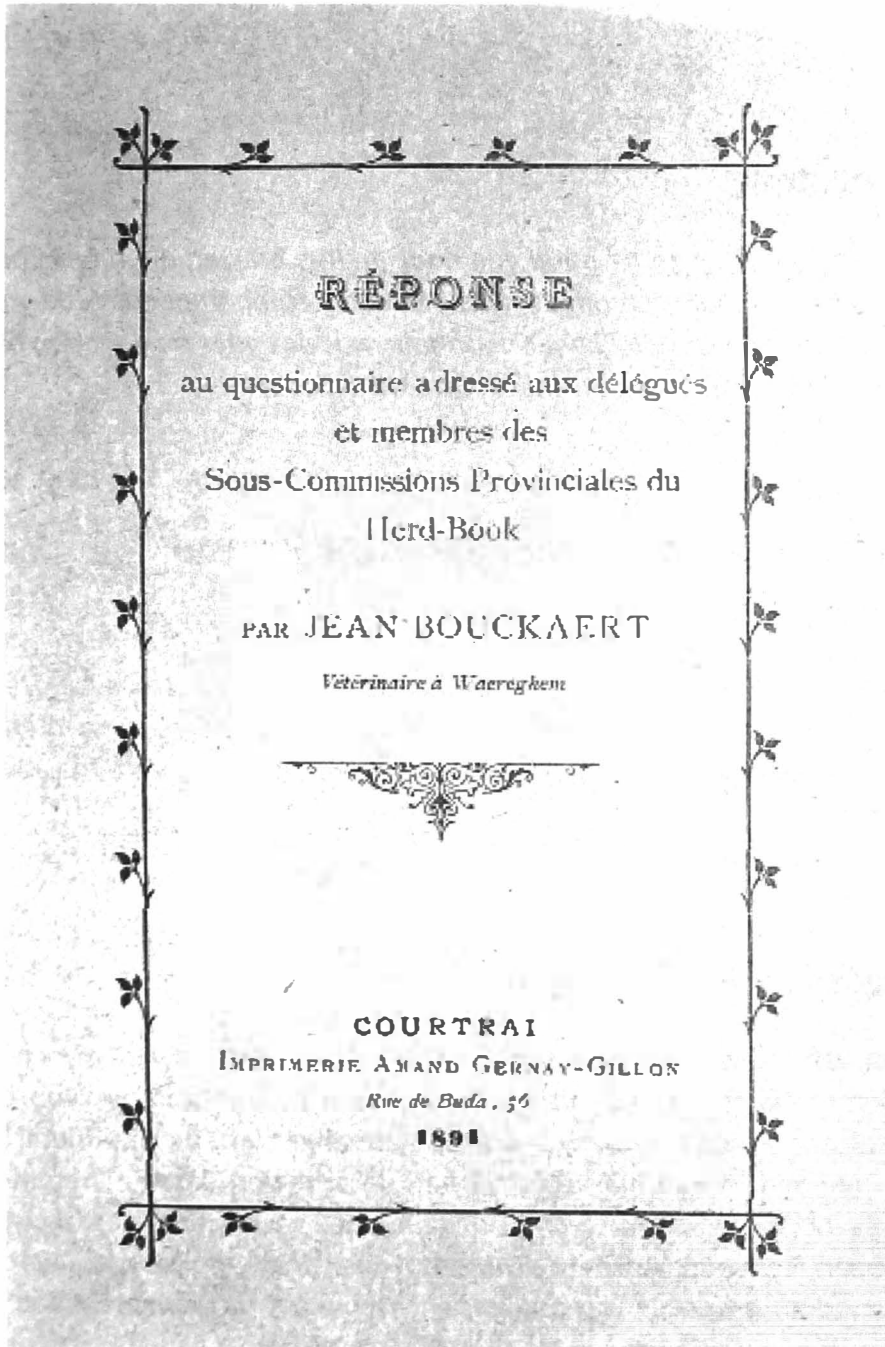 RÉPONSE
au questionnaire adressé aux délégués
et membres des
Sous-Commissions Provinciales du
Herd-Book
PAR JEAN BOUCKAERT
Vétérinaire à Waereghem
COURTRAI
IMPRIMERIE AMAND GERNAY-GILLON
Rue de Buda, 56
1891